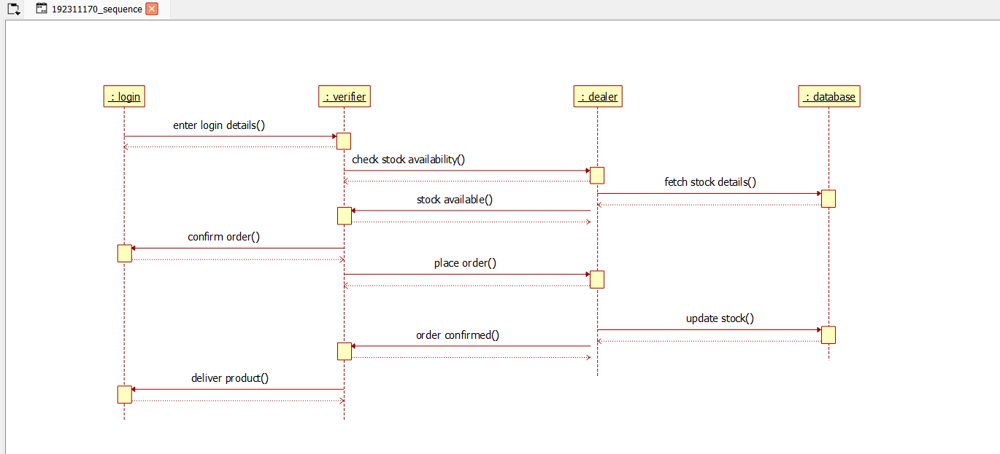 192311170_sequence
: login
: verifier
: dealer
: database
enter login details()
check stock availability()
fetch stock details()
stock available()
confirm order()
place order()
update stock()
order confirmed()
deliver product()